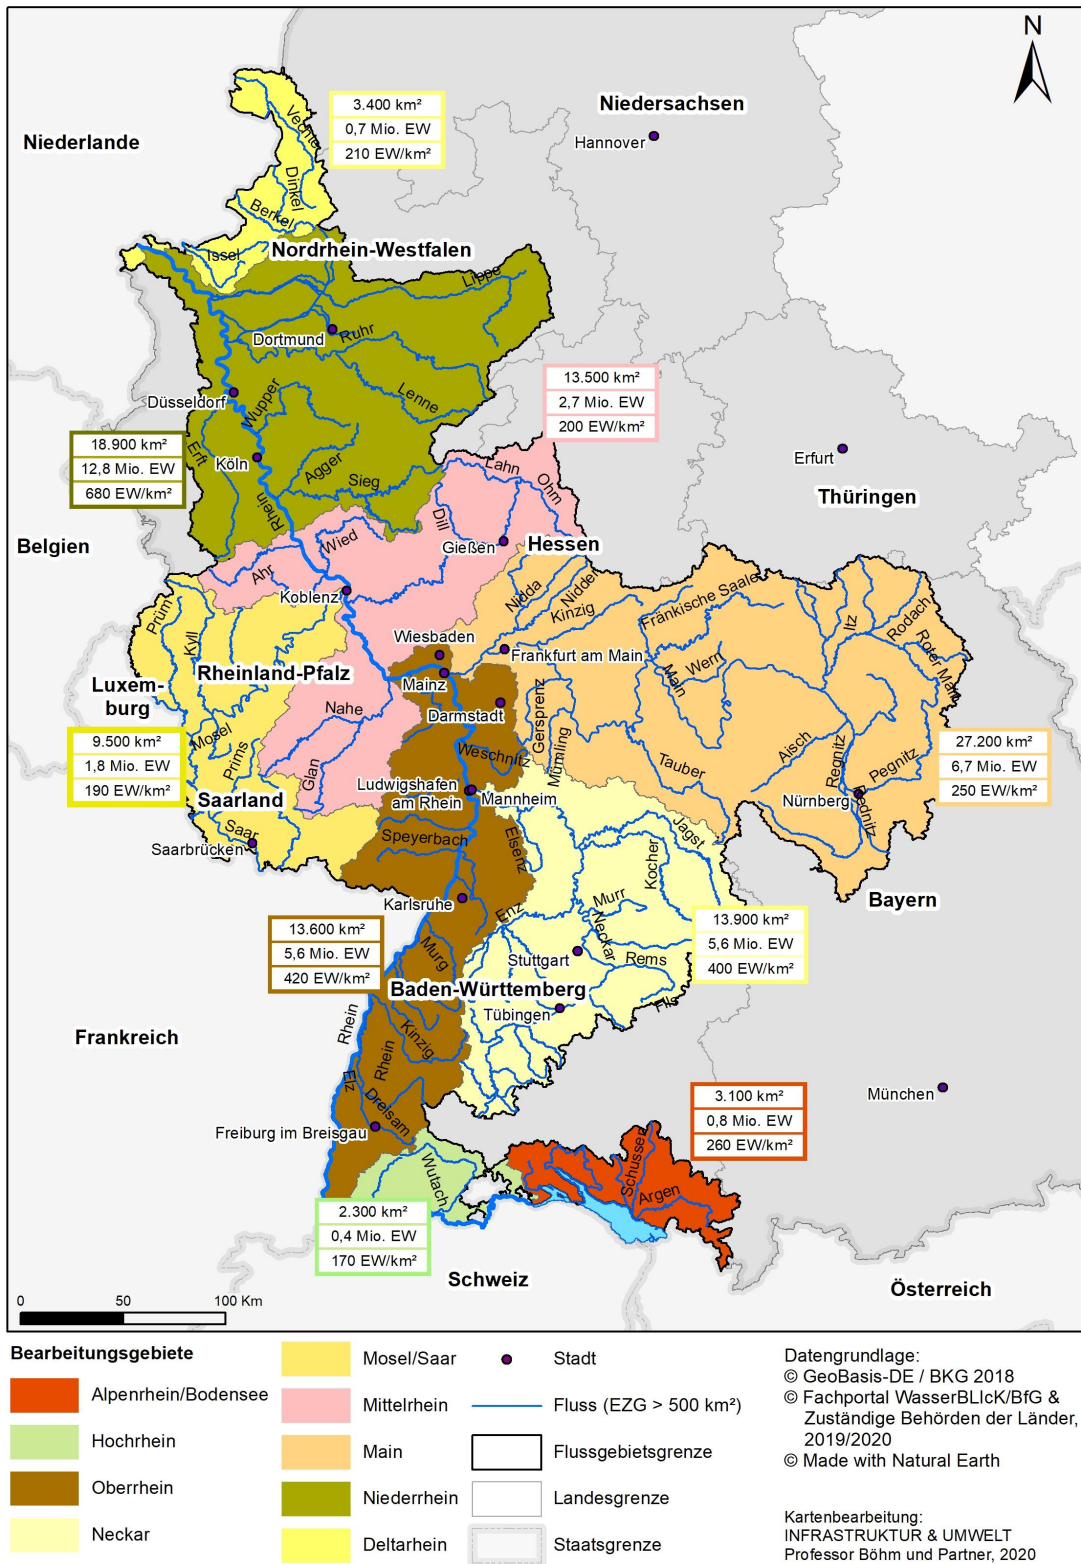 N
Niedersachsen
Hannover
Niederlande
3.400 km²
0,7 Mio. EW
210 EW/km²
Vechte
Dinkel
Berkel
Issel
Nordrhein-Westfalen
Lippe
Dortmund
Ruhr
Lenne
Düsseldorf
Wupper
13.500 km²
2,7 Mio. EW
200 EW/km²
18.900 km²
12,8 Mio. EW
680 EW/km²
Erft
Köln
Agger
Sieg
Rhein
Lahn
Ohm
Dill
Erfurt
Thüringen
Belgien
Wied
Ahr
Gießen
Hessen
Koblenz
Nidda
Nidder
Kinzig
Fränkische Saale
Itz
Rodach
Roter Main
Prüm
Kyll
Wiesbaden
Frankfurt am Main
Rheinland-Pfalz
Mainz
Main
Wern
Luxem-
burg
Nahe
Darmstadt
Gersprenz
Mümling
Mosel
Prims
9.500 km²
1,8 Mio. EW
190 EW/km²
Weschnitz
Tauber
Aisch
Regnitz
Pegnitz
27.200 km²
6,7 Mio. EW
250 EW/km²
Glan
Ludwigshafen
am Rhein
Mannheim
Nürnberg
Rednitz
Saarland
Saar
Saarbrücken
Speyerbach
Elsenz
Jagst
Kocher
Karlsruhe
Enz
Murr
Bayern
13.600 km²
5,6 Mio. EW
420 EW/km²
Murg
Neckar
Stuttgart
Rems
13.900 km²
5,6 Mio. EW
400 EW/km²
Baden-Württemberg
Tübingen
Fils
Frankreich
Rhein
Kinzig
Rhein
Elz
Dreisam
Freiburg im Breisgau
3.100 km²
0,8 Mio. EW
260 EW/km²
München
Wutach
Schussen
Argen
2.300 km²
0,4 Mio. EW
170 EW/km²
Schweiz
Österreich
0 50 100 Km
Bearbeitungsgebiete
Alpenrhein/Bodensee
Hochrhein
Oberrhein
Neckar
Mosel/Saar
Mittelrhein
Main
Niederrhein
Deltarhein
Stadt
Fluss (EZG > 500 km²)
Flussgebietsgrenze
Landesgrenze
Staatsgrenze
Datengrundlage:
© GeoBasis-DE / BKG 2018
© Fachportal WasserBLIcK/BfG &
Zuständige Behörden der Länder,
2019/2020
© Made with Natural Earth
Kartenbearbeitung:
INFRASTRUKTUR & UMWELT
Professor Böhm und Partner, 2020